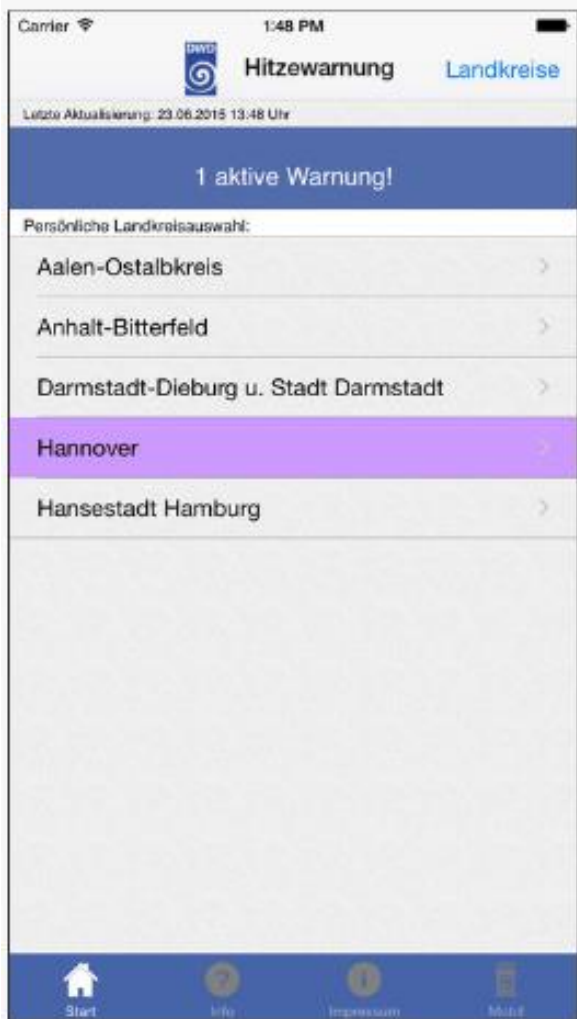 Carrier 1:48 PM
DWD Hitzewarnung Landkreise
Letzte Aktualisierung: 23.06.2015 13:48 Uhr
1 aktive Warnung!
Persönliche Landkreisauswahl:
Aalen-Ostalbkreis
Anhalt-Bitterfeld
Darmstadt-Dieburg u. Stadt Darmstadt
Hannover
Hansestadt Hamburg
Start Info Impressum Mobil